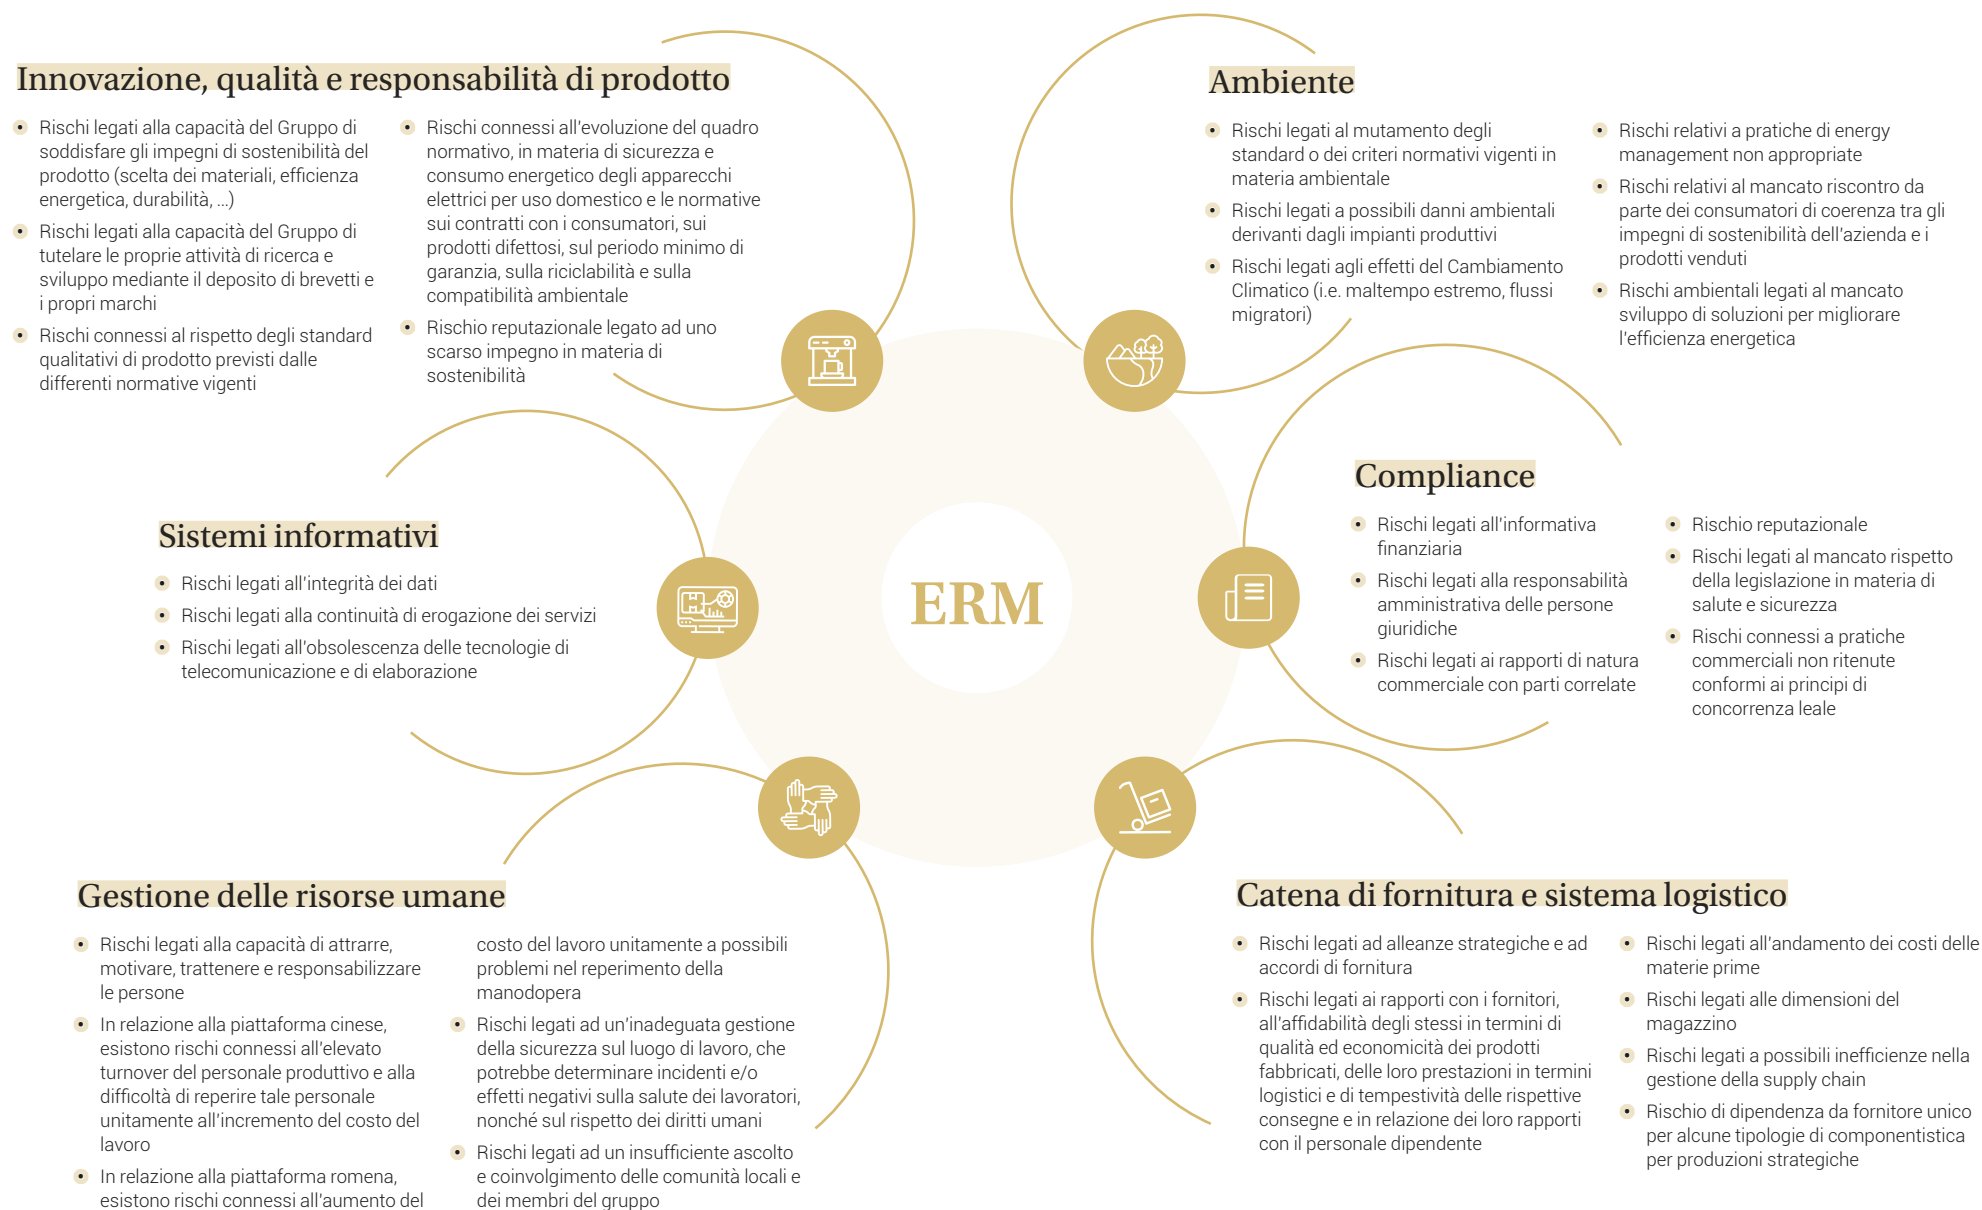 Innovazione, qualità e responsabilità di prodotto
Rischi legati alla capacità del Gruppo di
soddisfare gli impegni di sostenibilità del
prodotto (scelta dei materiali, efficienza
energetica, durabilità, ...)
Rischi legati alla capacità del Gruppo di
tutelare le proprie attività di ricerca e
sviluppo mediante il deposito di brevetti e
i propri marchi
Rischi connessi al rispetto degli standard
qualitativi di prodotto previsti dalle
differenti normative vigenti
Rischi connessi all'evoluzione del quadro
normativo, in materia di sicurezza e
consumo energetico degli apparecchi
elettrici per uso domestico e le normative
sui contratti con i consumatori, sui
prodotti difettosi, sul periodo minimo di
garanzia, sulla riciclabilità e sulla
compatibilità ambientale
Rischio reputazionale legato ad uno
scarso impegno in materia di
sostenibilità
Ambiente
Rischi legati al mutamento degli
standard o dei criteri normativi vigenti in
materia ambientale
Rischi legati a possibili danni ambientali
derivanti dagli impianti produttivi
Rischi legati agli effetti del Cambiamento
Climatico (i.e. maltempo estremo, flussi
migratori)
Rischi relativi a pratiche di energy
management non appropriate
Rischi relativi al mancato riscontro da
parte dei consumatori di coerenza tra gli
impegni di sostenibilità dell'azienda e i
prodotti venduti
Rischi ambientali legati al mancato
sviluppo di soluzioni per migliorare
l'efficienza energetica
Sistemi informativi
Rischi legati all'integrità dei dati
Rischi legati alla continuità di erogazione dei servizi
Rischi legati all'obsolescenza delle tecnologie di
telecomunicazione e di elaborazione
ERM
Compliance
Rischi legati all'informativa
finanziaria
Rischi legati alla responsabilità
amministrativa delle persone
giuridiche
Rischi legati ai rapporti di natura
commerciale con parti correlate
Rischio reputazionale
Rischi legati al mancato rispetto
della legislazione in materia di
salute e sicurezza
Rischi connessi a pratiche
commerciali non ritenute
conformi ai principi di
concorrenza leale
Gestione delle risorse umane
Rischi legati alla capacità di attrarre,
motivare, trattenere e responsabilizzare
le persone
In relazione alla piattaforma cinese,
esistono rischi connessi all'elevato
turnover del personale produttivo e alla
difficoltà di reperire tale personale
unitamente all'incremento del costo del
lavoro
In relazione alla piattaforma romena,
esistono rischi connessi all'aumento del
costo del lavoro unitamente a possibili
problemi nel reperimento della
manodopera
Rischi legati ad un'inadeguata gestione
della sicurezza sul luogo di lavoro, che
potrebbe determinare incidenti e/o
effetti negativi sulla salute dei lavoratori,
nonché sul rispetto dei diritti umani
Rischi legati ad un insufficiente ascolto
e coinvolgimento delle comunità locali e
dei membri del gruppo
Catena di fornitura e sistema logistico
Rischi legati ad alleanze strategiche e ad
accordi di fornitura
Rischi legati ai rapporti con i fornitori,
all'affidabilità degli stessi in termini di
qualità ed economicità dei prodotti
fabbricati, delle loro prestazioni in termini
logistici e di tempestività delle rispettive
consegne e in relazione dei loro rapporti
con il personale dipendente
Rischi legati all'andamento dei costi delle
materie prime
Rischi legati alle dimensioni del
magazzino
Rischi legati a possibili inefficienze nella
gestione della supply chain
Rischio di dipendenza da fornitore unico
per alcune tipologie di componentistica
per produzioni strategiche